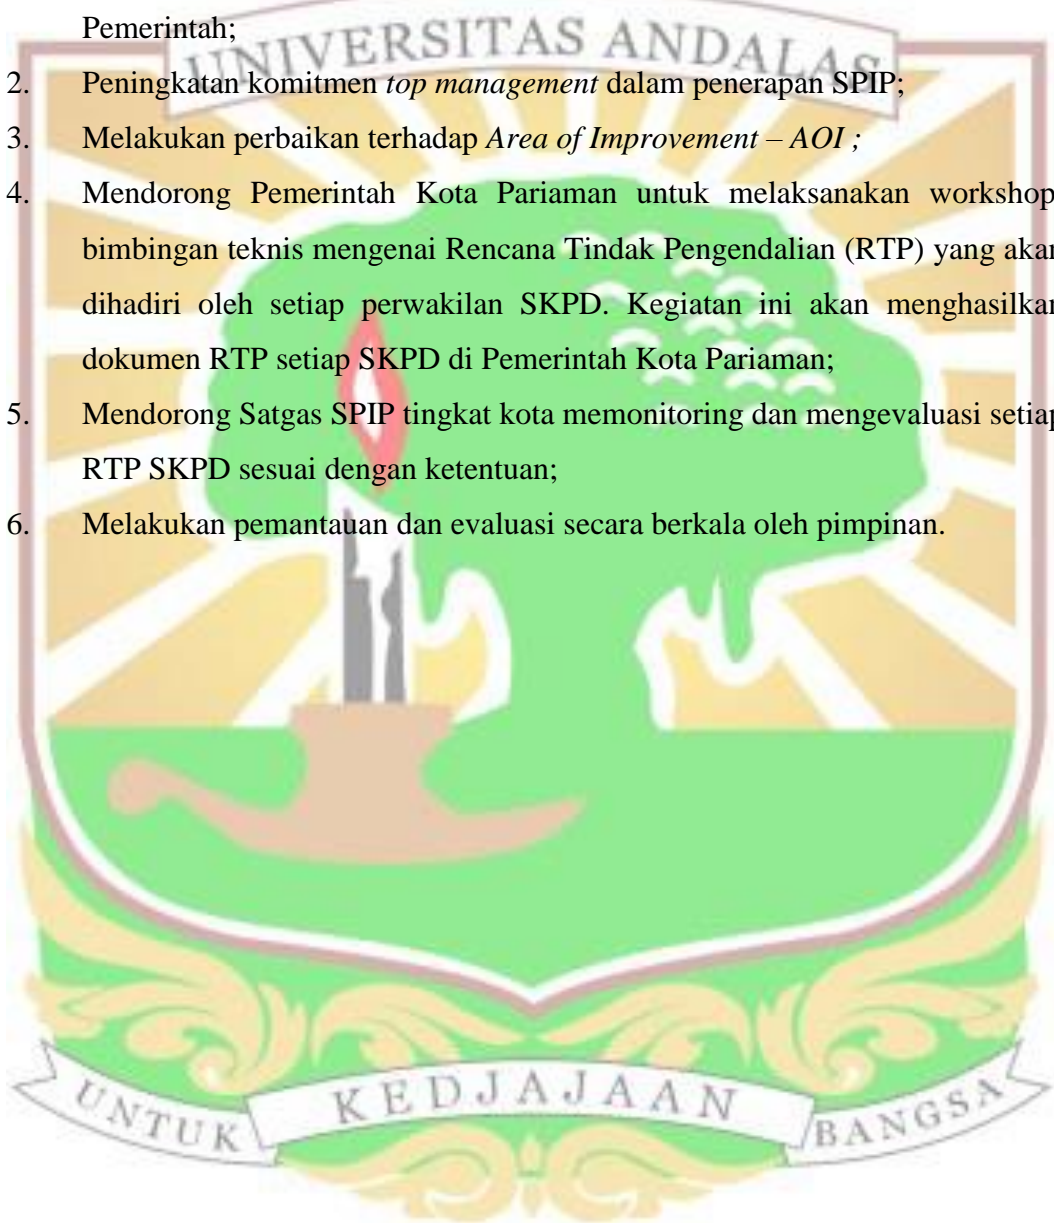 Pemerintah;
UNIVERSITAS ANDALAS
2. Peningkatan komitmen top management dalam penerapan SPIP;
3. Melakukan perbaikan terhadap Area of Improvement – AOI ;
4. Mendorong Pemerintah Kota Pariaman untuk melaksanakan workshop
bimbingan teknis mengenai Rencana Tindak Pengendalian (RTP) yang akan
dihadiri oleh setiap perwakilan SKPD. Kegiatan ini akan menghasilkan
dokumen RTP setiap SKPD di Pemerintah Kota Pariaman;
5. Mendorong Satgas SPIP tingkat kota memonitoring dan mengevaluasi setiap
RTP SKPD sesuai dengan ketentuan;
6. Melakukan pemantauan dan evaluasi secara berkala oleh pimpinan.
UNTUK KEDJAJAAN BANGSA